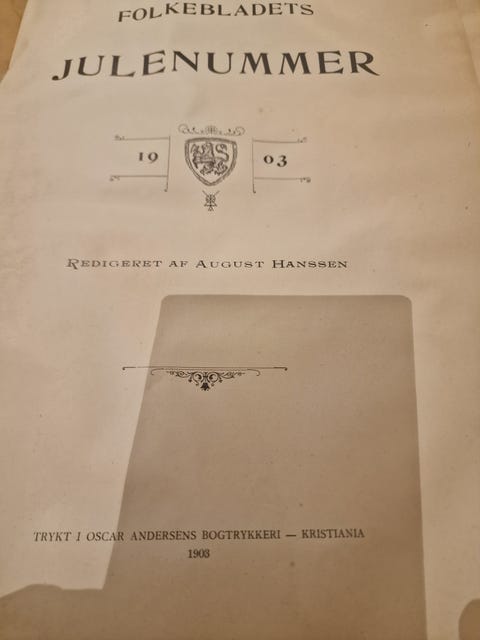 FOLKEBLADETS
JULENUMMER
19 03
REDIGERET AF AUGUST HANSSEN
TRYKT I OSCAR ANDERSENS BOGTRYKKERI — KRISTIANIA
1903